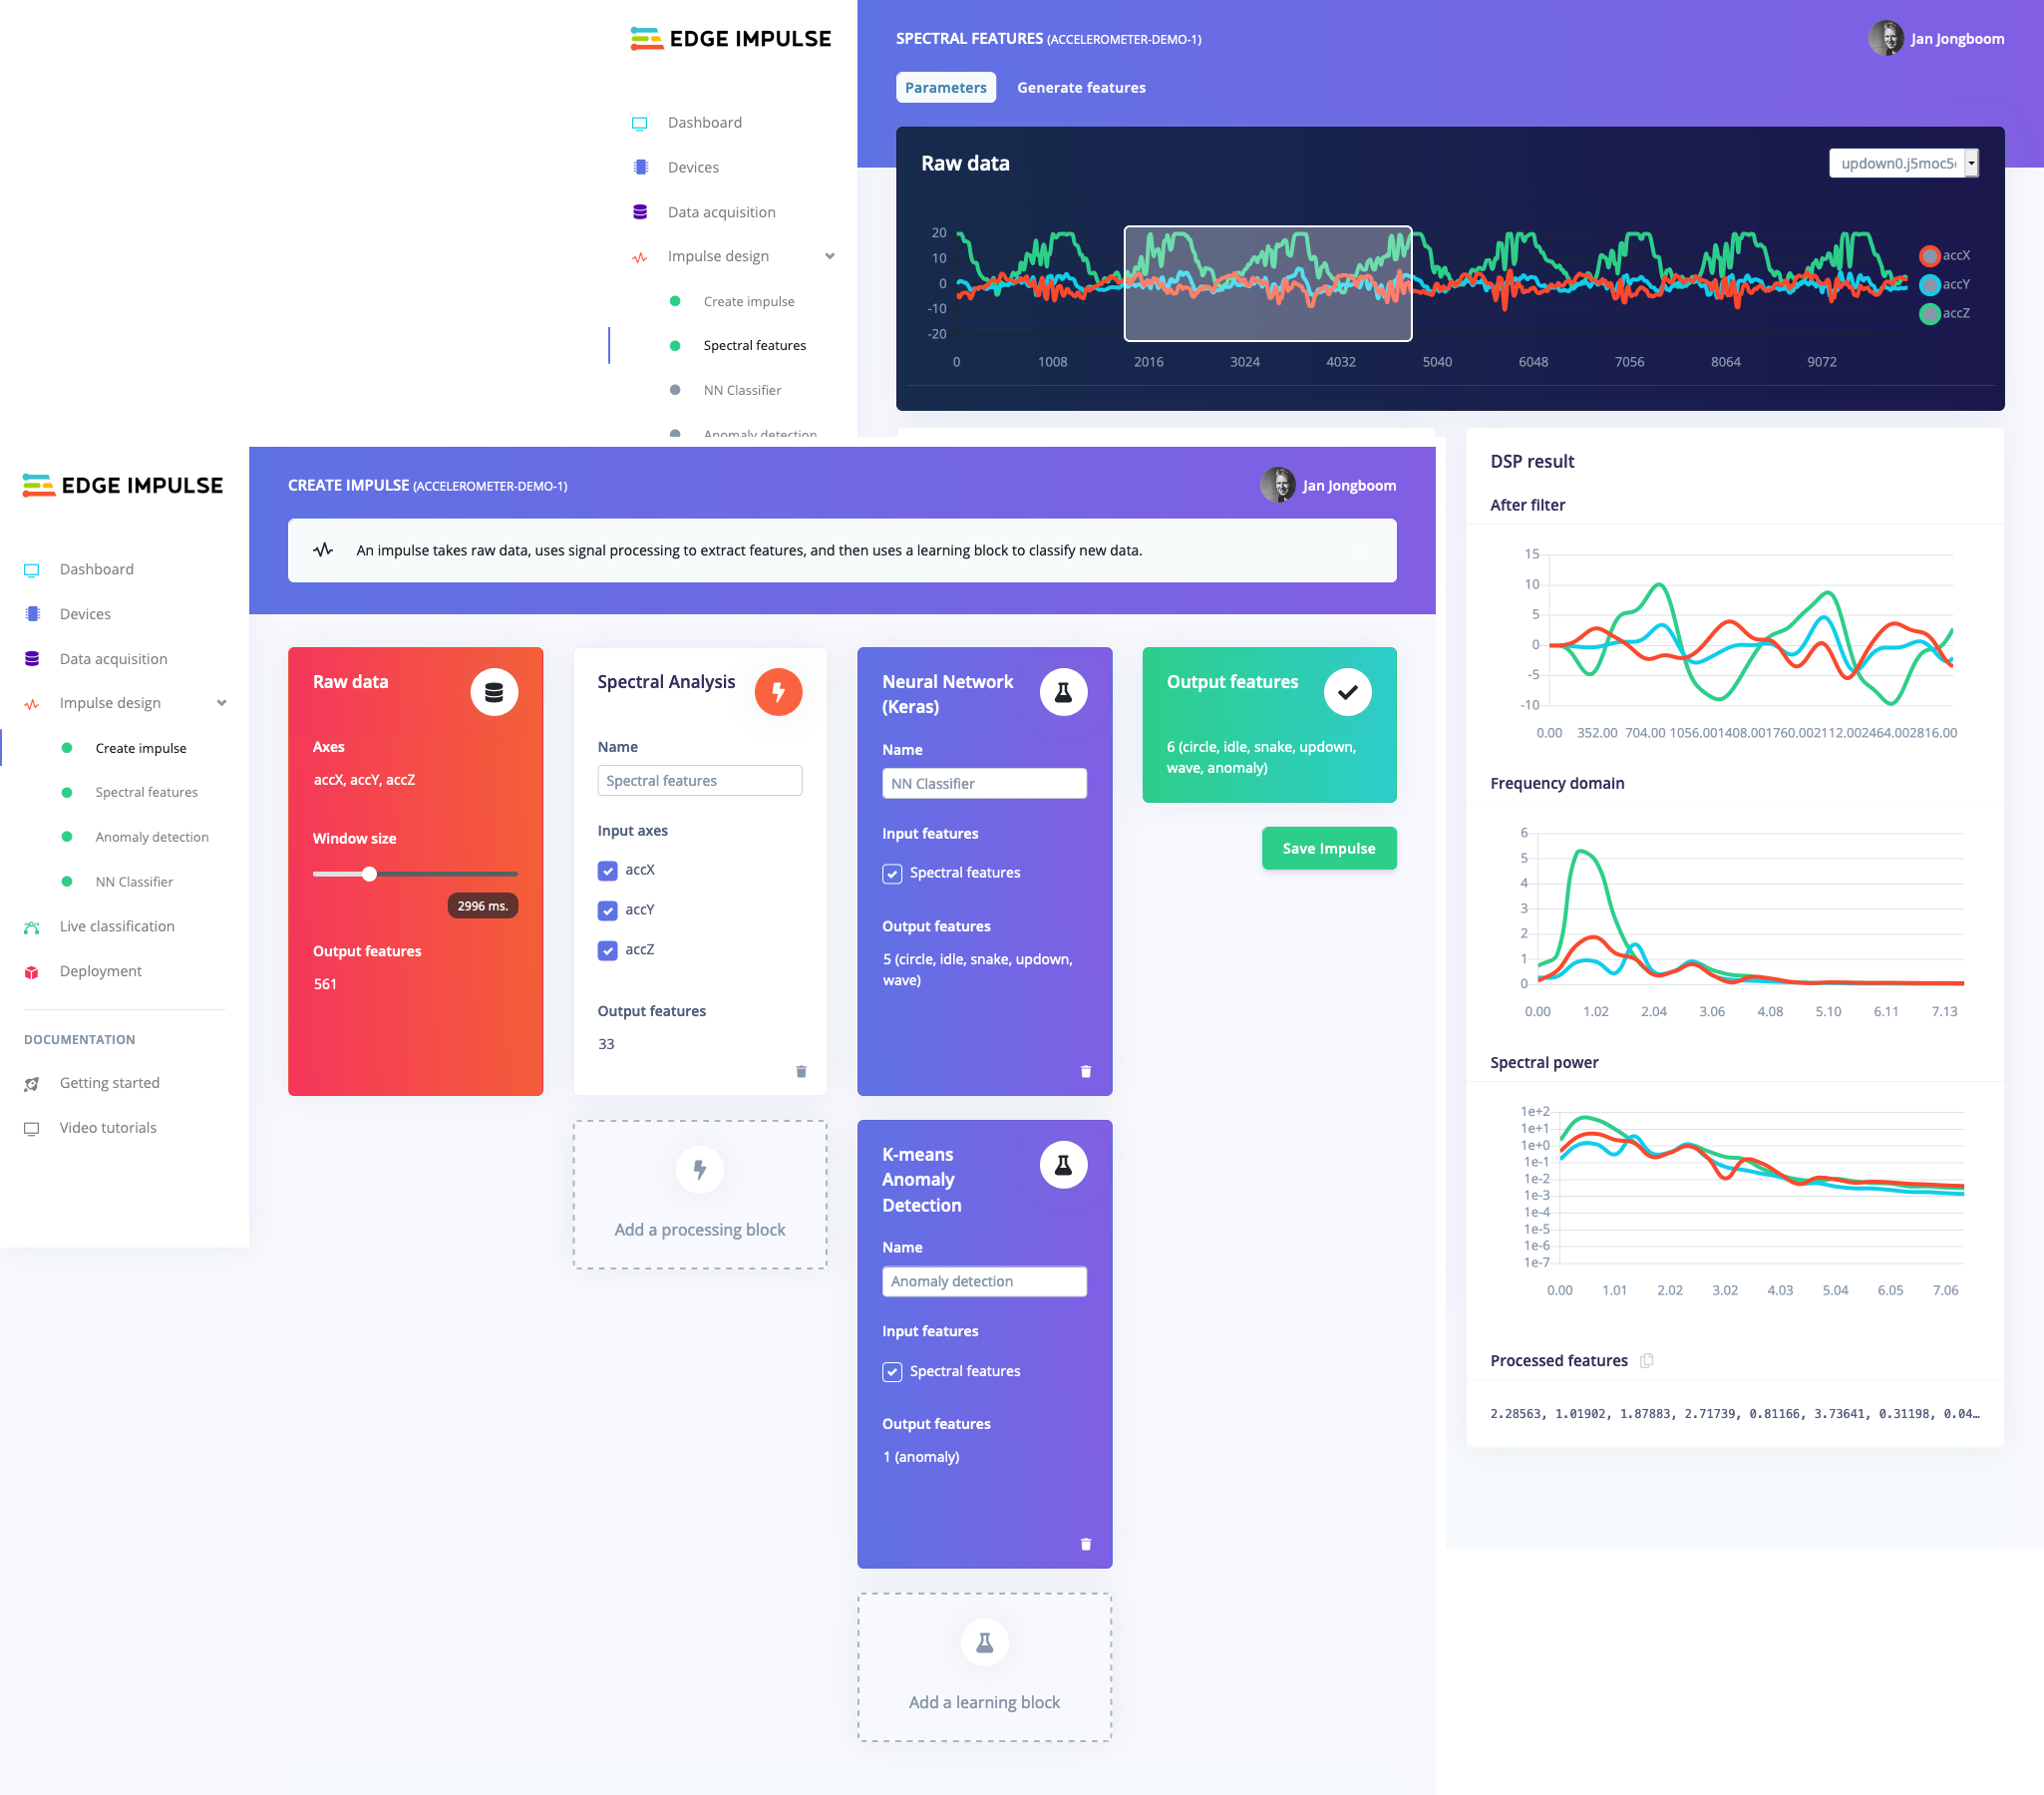 EDGE IMPULSE
Dashboard
Devices
Data acquisition
Impulse design
Create impulse
Spectral features
NN Classifier
Anomaly detection
SPECTRAL FEATURES (ACCELEROMETER-DEMO-1)
Jan Jongboom
Parameters
Generate features
Raw data
20
10
0
-10
-20
0 1008 2016 3024 4032 5040 6048 7056 8064 9072
accX
accY
accZ
EDGE IMPULSE
Dashboard
Devices
Data acquisition
Impulse design
Create impulse
Spectral features
Anomaly detection
NN Classifier
Live classification
Deployment
DOCUMENTATION
Getting started
Video tutorials
CREATE IMPULSE (ACCELEROMETER-DEMO-1)
Jan Jongboom
An impulse takes raw data, uses signal processing to extract features, and then uses a learning block to classify new data.
Raw data
Axes
accX, accY, accZ
Window size
2996 ms.
Output features
561
Spectral Analysis
Name
Spectral features
Input axes
accX
accY
accZ
Output features
33
Add a processing block
Neural Network
(Keras)
Name
NN Classifier
Input features
Spectral features
Output features
5 (circle, idle, snake, updown,
wave)
K-means
Anomaly
Detection
Name
Anomaly detection
Input features
Spectral features
Output features
1 (anomaly)
Add a learning block
Output features
6 (circle, idle, snake, updown,
wave, anomaly)
Save Impulse
DSP result
After filter
15
10
5
0
-5
-10
0.00 352.00 704.00 1056.00 1408.00 1760.00 2112.00 2464.00 2816.00
Frequency domain
6
5
4
3
2
1
0
0.00 1.02 2.04 3.06 4.08 5.10 6.11 7.13
Spectral power
1e+2
1e+1
1e+0
1e-1
1e-2
1e-3
1e-4
1e-5
1e-6
1e-7
0.00 1.01 2.02 3.02 4.03 5.04 6.05 7.06
Processed features
2.28563, 1.01902, 1.87883, 2.71739, 0.81166, 3.73641, 0.31198, 0.04…